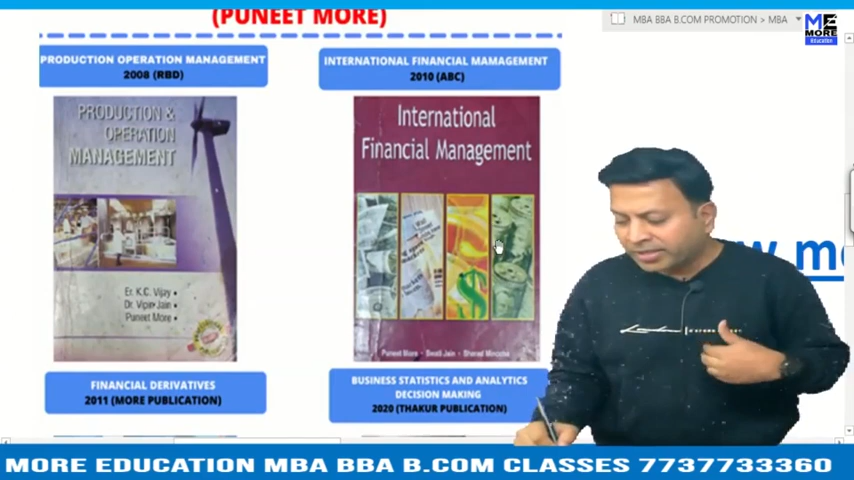 (PUNEET MORE)
MBA BBA B.COM PROMOTION > MBA
ME
MORE
Education
PRODUCTION OPERATION MANAGEMENT
2008 (RBD)
INTERNATIONAL FINANCIAL MAMAGEMENT
2010 (ABC)
PRODUCTION &
OPERATION
MANAGEMENT
Er. K.C. Vijay
Dr. Vipin Jain
Puneet More
International
Financial Management
Puneet More Swati Jain Sharad
FINANCIAL DERIVATIVES
2011 (MORE PUBLICATION)
BUSINESS STATISTICS AND ANALYTICS
DECISION MAKING
2020 (THAKUR PUBLICATION)
MORE EDUCATION MBA BBA B.COM CLASSES 7737733360